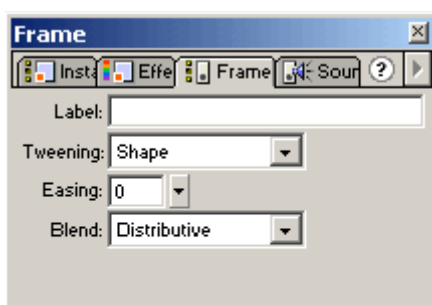 Frame
Insta Effe Frame Sour ?
Label:
Tweening: Shape
Easing: 0
Blend: Distributive